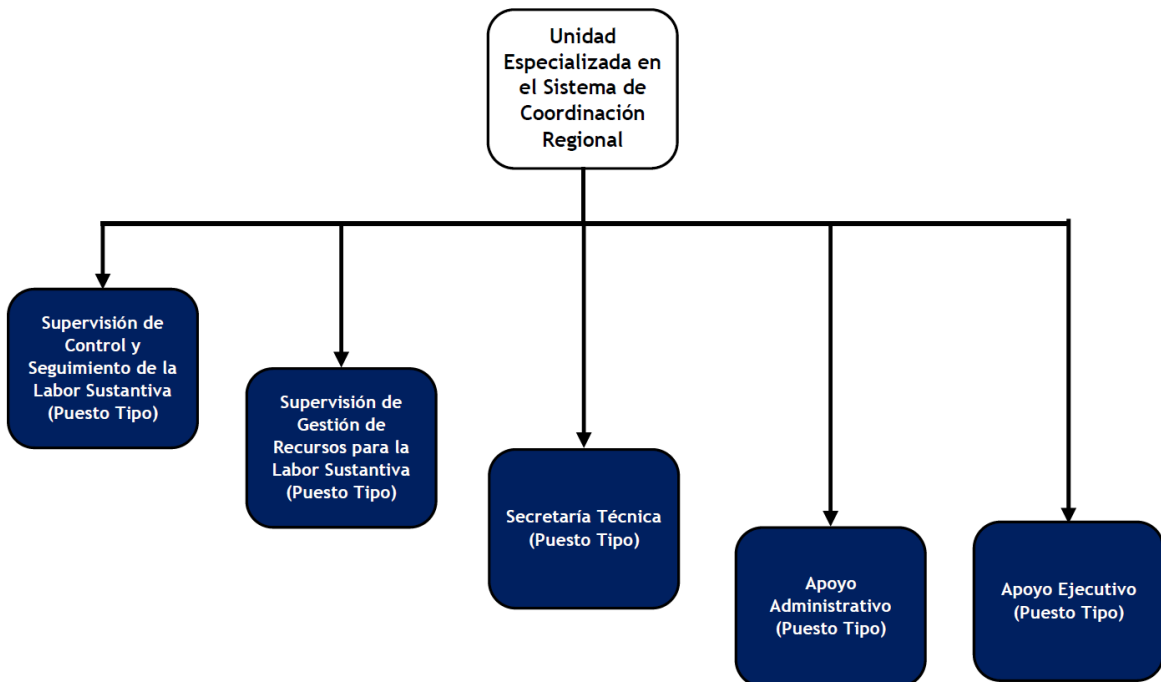 Unidad
Especializada en
el Sistema de
Coordinación
Regional
Supervisión de
Control y
Seguimiento de la
Labor Sustantiva
(Puesto Tipo)
Supervisión de
Gestión de
Recursos para la
Labor Sustantiva
(Puesto Tipo)
Secretaría Técnica
(Puesto Tipo)
Apoyo
Administrativo
(Puesto Tipo)
Apoyo Ejecutivo
(Puesto Tipo)